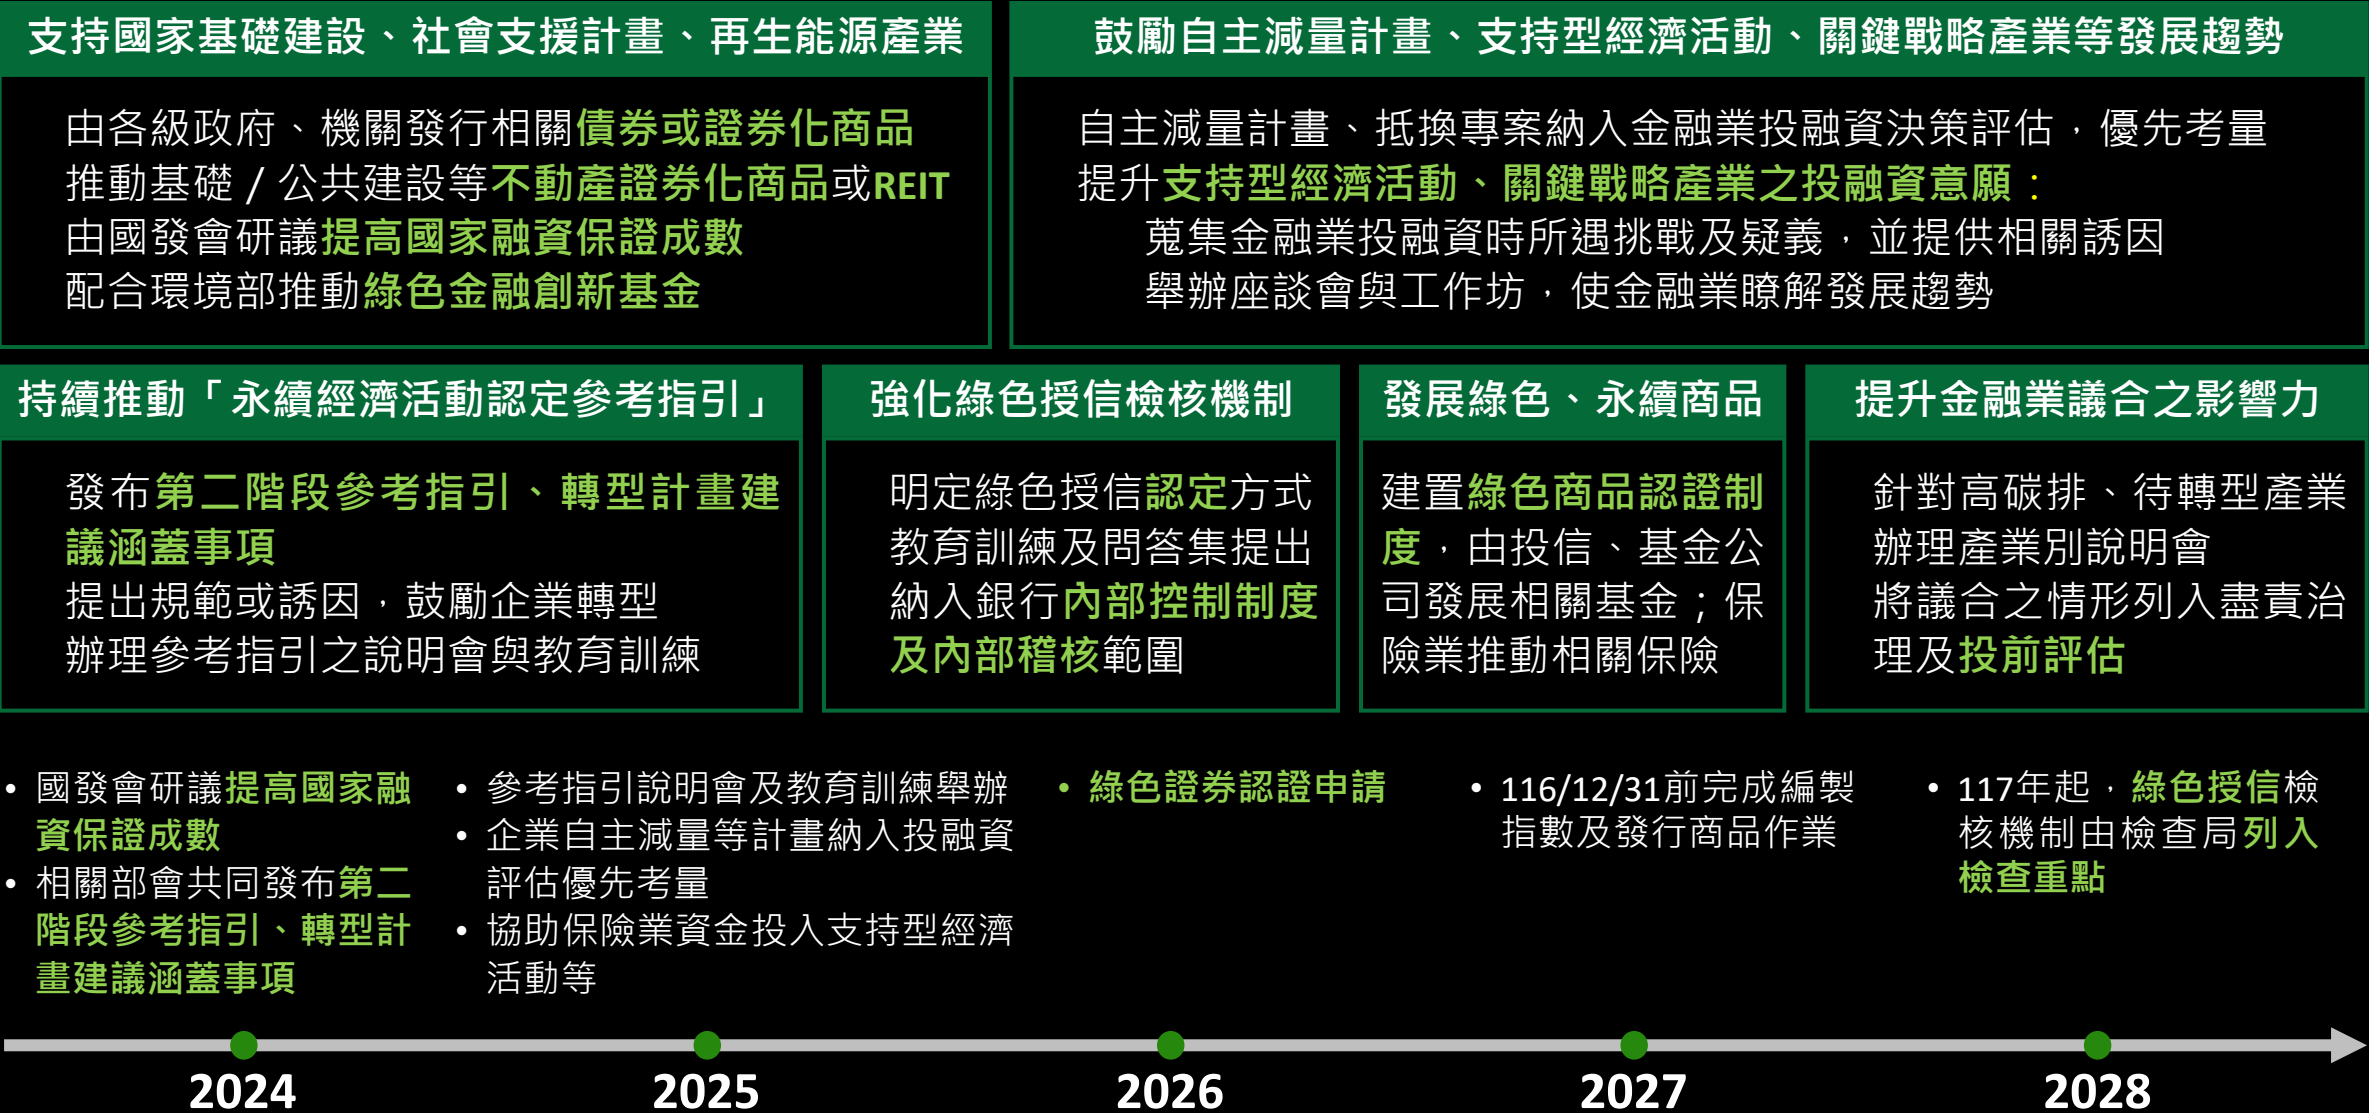 支持國家基礎建設、社會支援計畫、再生能源產業
由各級政府、機關發行相關債券或證券化商品
推動基礎 / 公共建設等不動產證券化商品或REIT
由國發會研議提高國家融資保證成數
配合環境部推動綠色金融創新基金
鼓勵自主減量計畫、支持型經濟活動、關鍵戰略產業等發展趨勢
自主減量計畫、抵換專案納入金融業投融資決策評估，優先考量
提升支持型經濟活動、關鍵戰略產業之投融資意願：
蒐集金融業投融資時所遇挑戰及疑義，並提供相關誘因
舉辦座談會與工作坊，使金融業瞭解發展趨勢
持續推動「永續經濟活動認定參考指引」
發布第二階段參考指引、轉型計畫建
議涵蓋事項
提出規範或誘因，鼓勵企業轉型
辦理參考指引之說明會與教育訓練
強化綠色授信檢核機制
明定綠色授信認定方式
教育訓練及問答集提出
納入銀行內部控制制度
及內部稽核範圍
發展綠色、永續商品
建置綠色商品認證制
度，由投信、基金公
司發展相關基金；保
險業推動相關保險
提升金融業議合之影響力
針對高碳排、待轉型產業
辦理產業別說明會
將議合之情形列入盡責治
理及投前評估
• 國發會研議提高國家融
資保證成數
• 相關部會共同發布第二
階段參考指引、轉型計
畫建議涵蓋事項
• 參考指引說明會及教育訓練舉辦
• 企業自主減量等計畫納入投融資
評估優先考量
• 協助保險業資金投入支持型經濟
活動等
• 綠色證券認證申請
• 116/12/31前完成編製
指數及發行商品作業
• 117年起，綠色授信檢
核機制由檢查局列入
檢查重點
2024
2025
2026
2027
2028